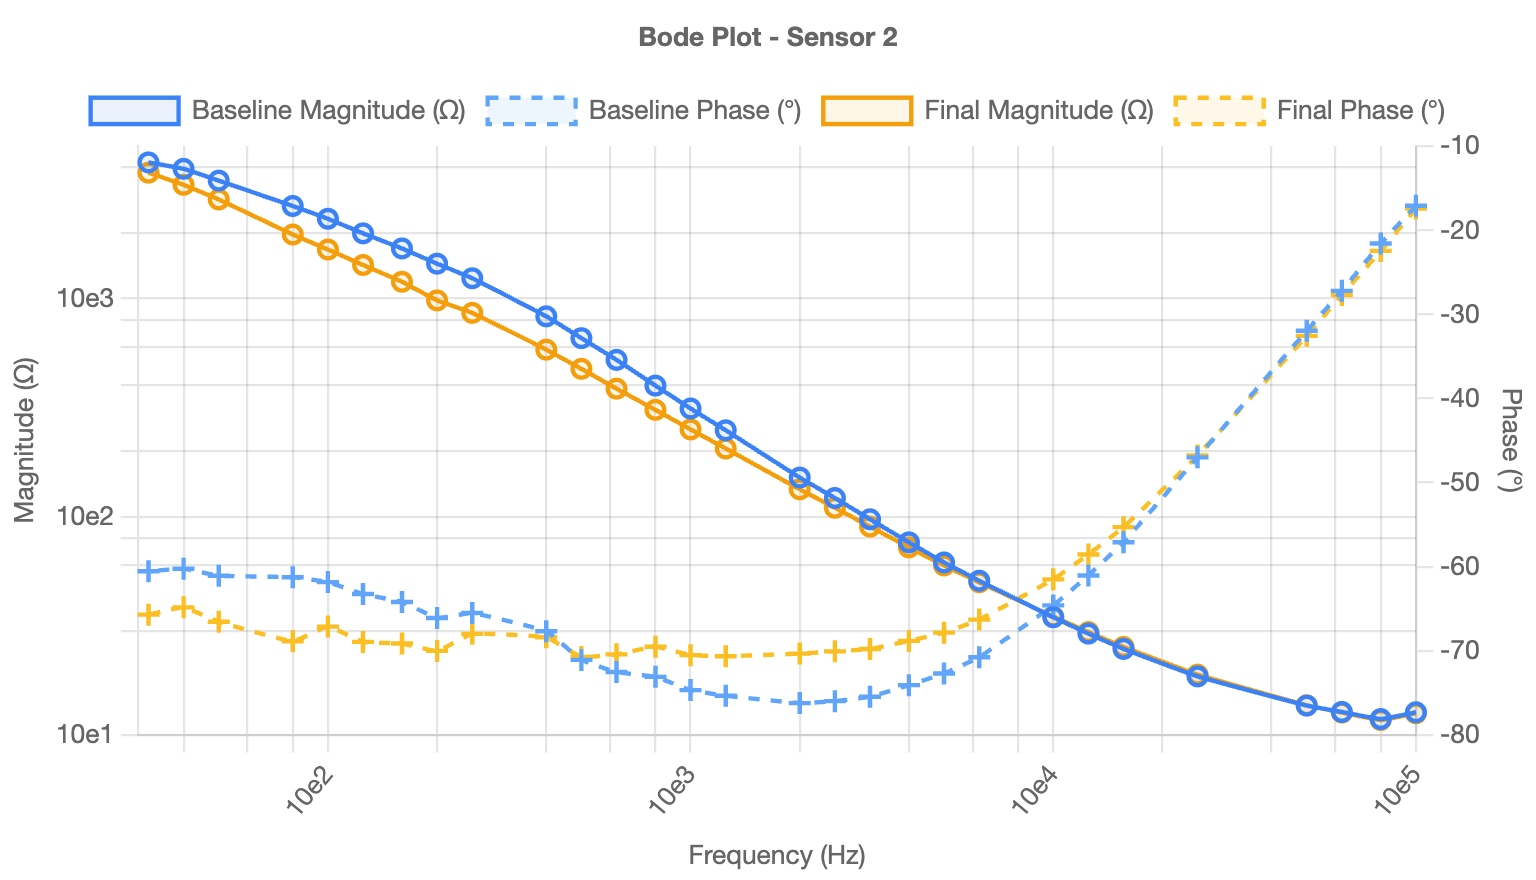 Bode Plot - Sensor 2
Baseline Magnitude (Ω) Baseline Phase (°) Final Magnitude (Ω) Final Phase (°)
Magnitude (Ω)
10e3
10e2
10e1
-10
-20
-30
-40
-50
-60
-70
-80
Phase (°)
10e2 10e3 10e4 10e5
Frequency (Hz)